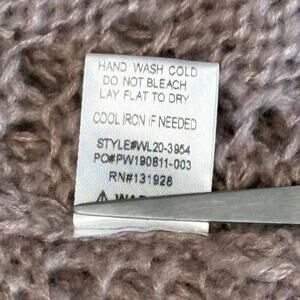 HAND WASH COLD
DO NOT BLEACH
LAY FLAT TO DRY
COOL IRON IF NEEDED
STYLE#WL20-3954
PO#PW190811-003
RN#131928